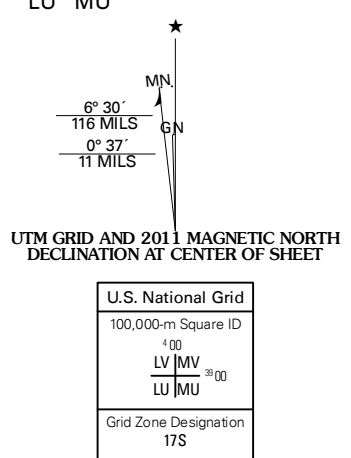 LU MU
★
MN.
6° 30´
116 MILS
GN
0° 37´
11 MILS
UTM GRID AND 2011 MAGNETIC NORTH
DECLINATION AT CENTER OF SHEET
U.S. National Grid
100,000-m Square ID
4 00
LV MV
39 00
LU MU
Grid Zone Designation
17S